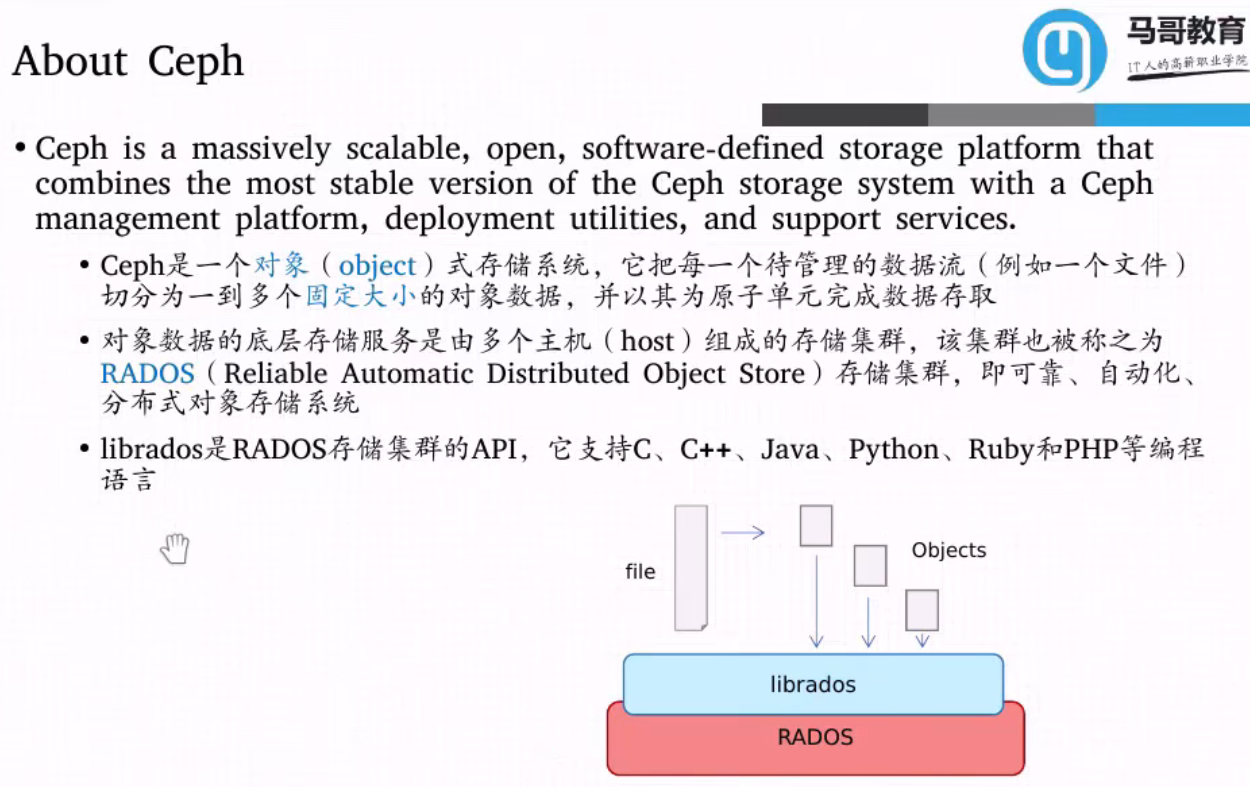 About Ceph
马哥教育
IT人的高薪职业学院
• Ceph is a massively scalable, open, software-defined storage platform that
combines the most stable version of the Ceph storage system with a Ceph
management platform, deployment utilities, and support services.
• Ceph是一个对象（object）式存储系统，它把每一个待管理的数据流（例如一个文件）
切分为一到多个固定大小的对象数据，并以其为原子单元完成数据存取
• 对象数据的底层存储服务是由多个主机（host）组成的存储集群，该集群也被称之为
RADOS（Reliable Automatic Distributed Object Store）存储集群，即可靠、自动化、
分布式对象存储系统
• librados是RADOS存储集群的API，它支持C、C++、Java、Python、Ruby和PHP等编程
语言
file
Objects
librados
RADOS